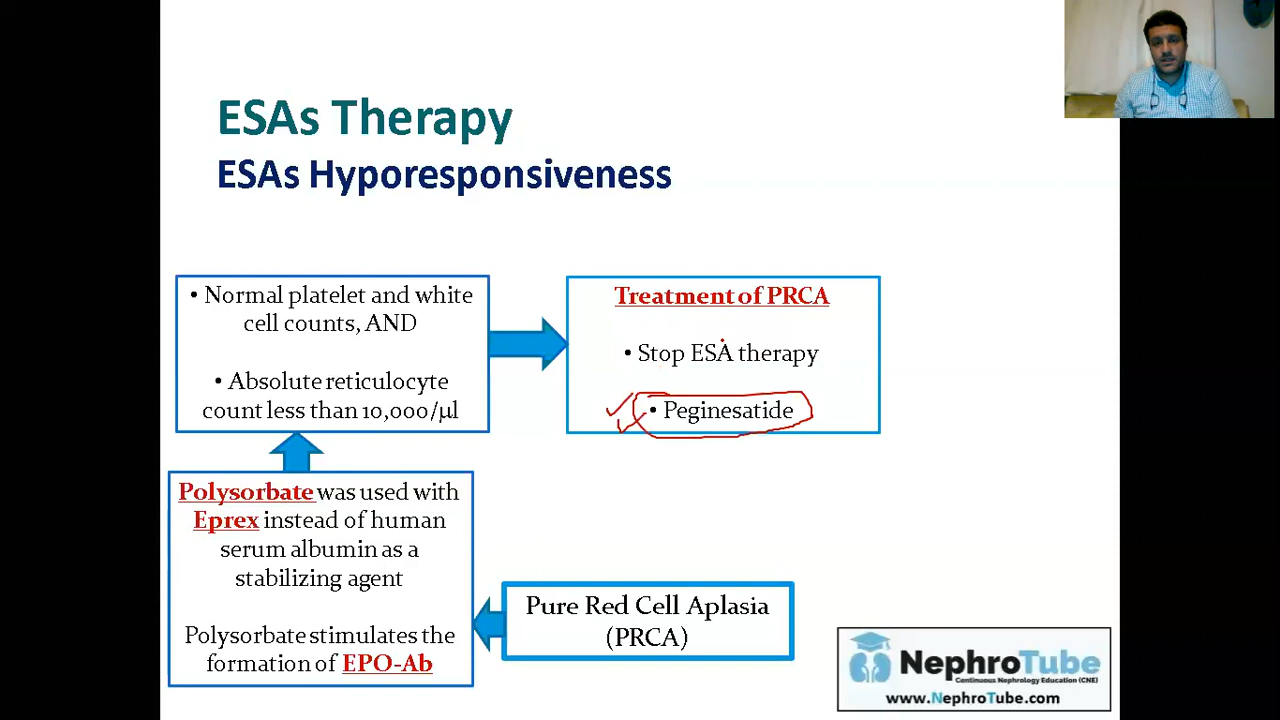 ESAs Therapy
ESAs Hyporesponsiveness
• Normal platelet and white
cell counts, AND
• Absolute reticulocyte
count less than 10,000/µl
Treatment of PRCA
• Stop ESA therapy
• Peginesatide
Polysorbate was used with
Eprex instead of human
serum albumin as a
stabilizing agent
Polysorbate stimulates the
formation of EPO-Ab
Pure Red Cell Aplasia
(PRCA)
NephroTube
Continuous Nephrology Education (CNE)
www.NephroTube.com